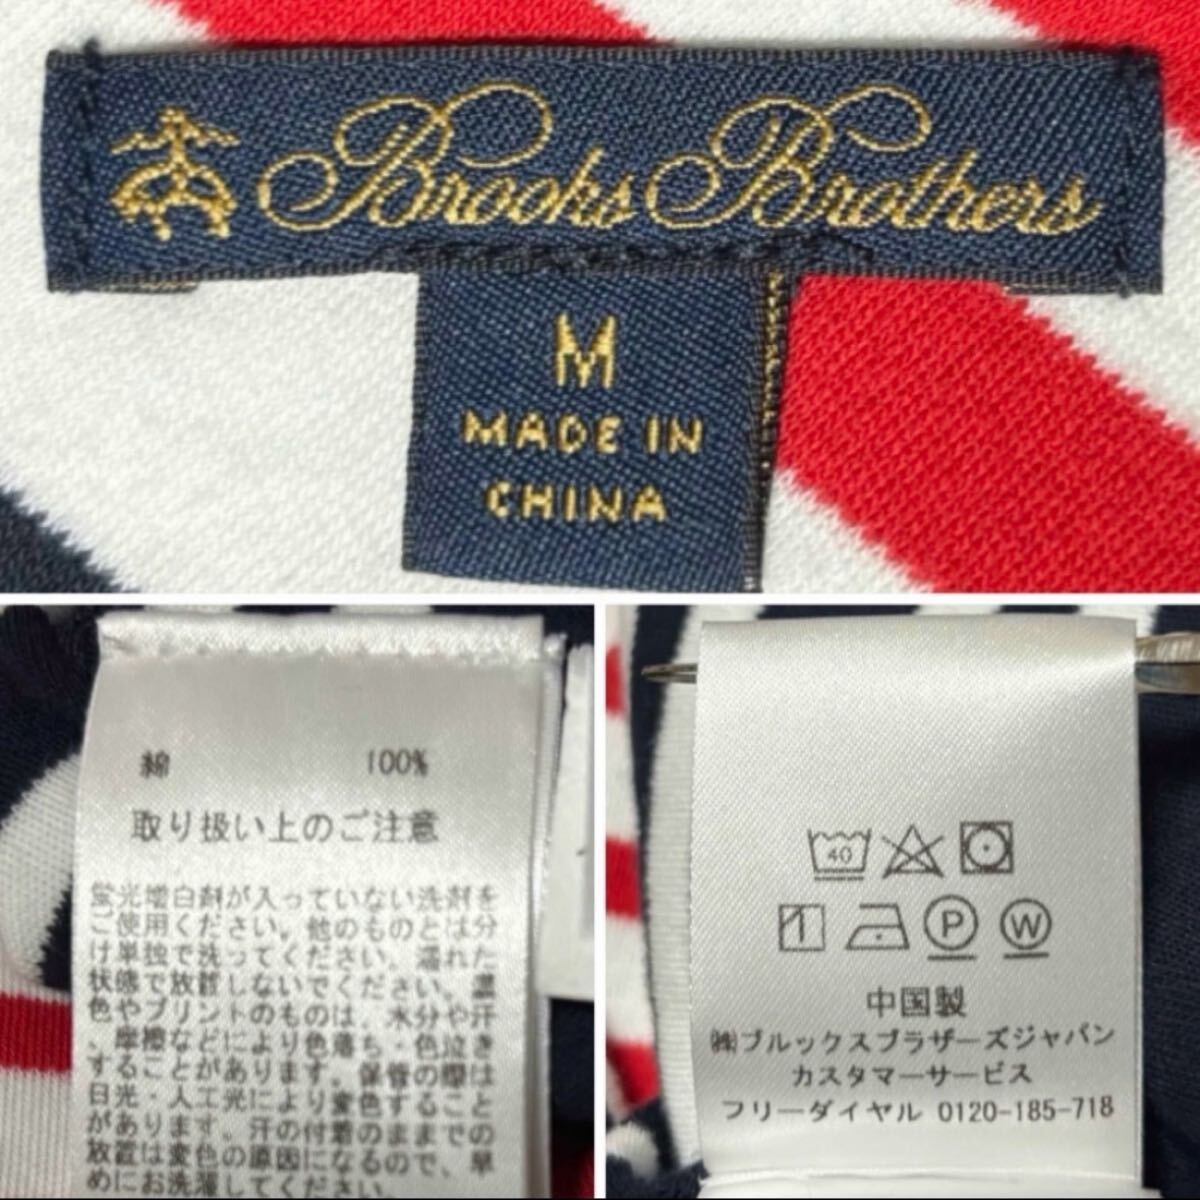 Brooks Brothers
M
MADE IN
CHINA
綿 100%
取り扱い上のご注意
蛍光増白剤が入っていない洗剤を
ご使用ください。他のものとは分
け単独で洗ってください。濡れた
状態で放置しないでください。濃
色やプリントのものは、水分や汗
、摩擦などにより色落ち・色泣き
することがあります。保管の際は
日光・人工光により変色すること
があります。汗の付着のままでの
放置は変色の原因になるので、早
めにお洗濯してください。
40
P
W
中国製
㈱ブルックスブラザーズジャパン
カスタマーサービス
フリーダイヤル 0120-185-718